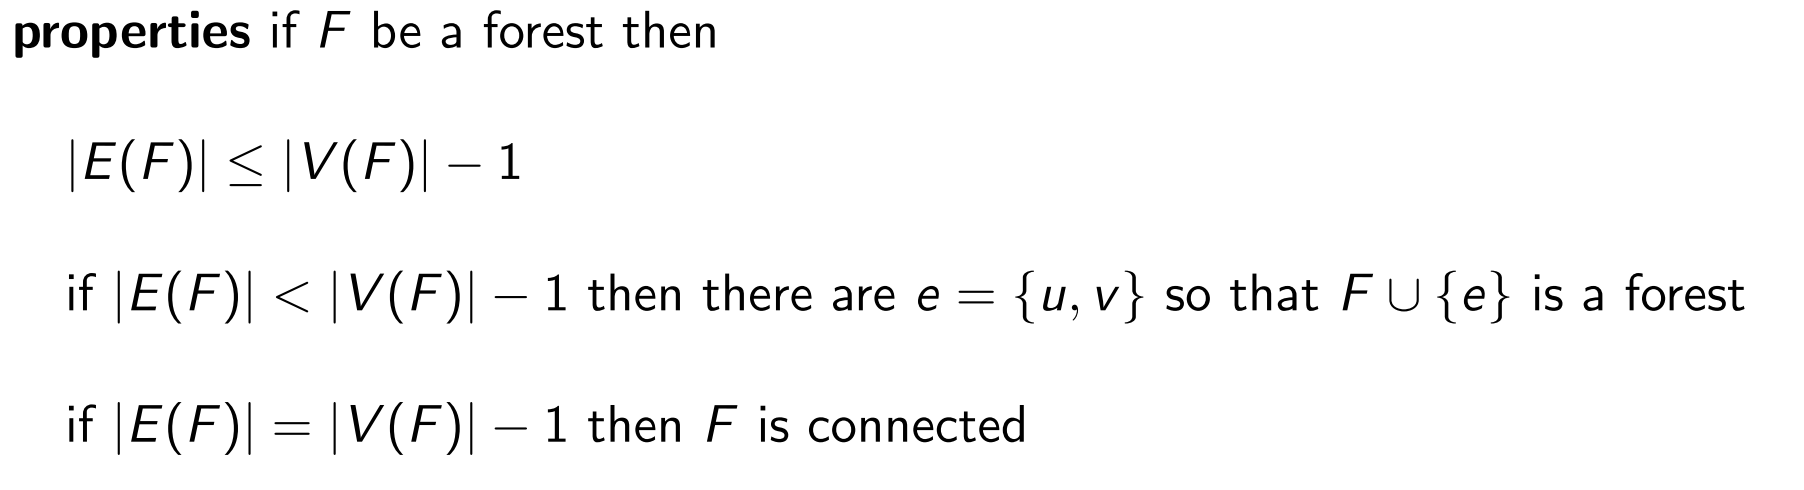 properties if F be a forest then
|E(F)| ≤ |V(F)| − 1
if |E(F)| < |V(F)| − 1 then there are e = {u, v} so that F ∪ {e} is a forest
if |E(F)| = |V(F)| − 1 then F is connected